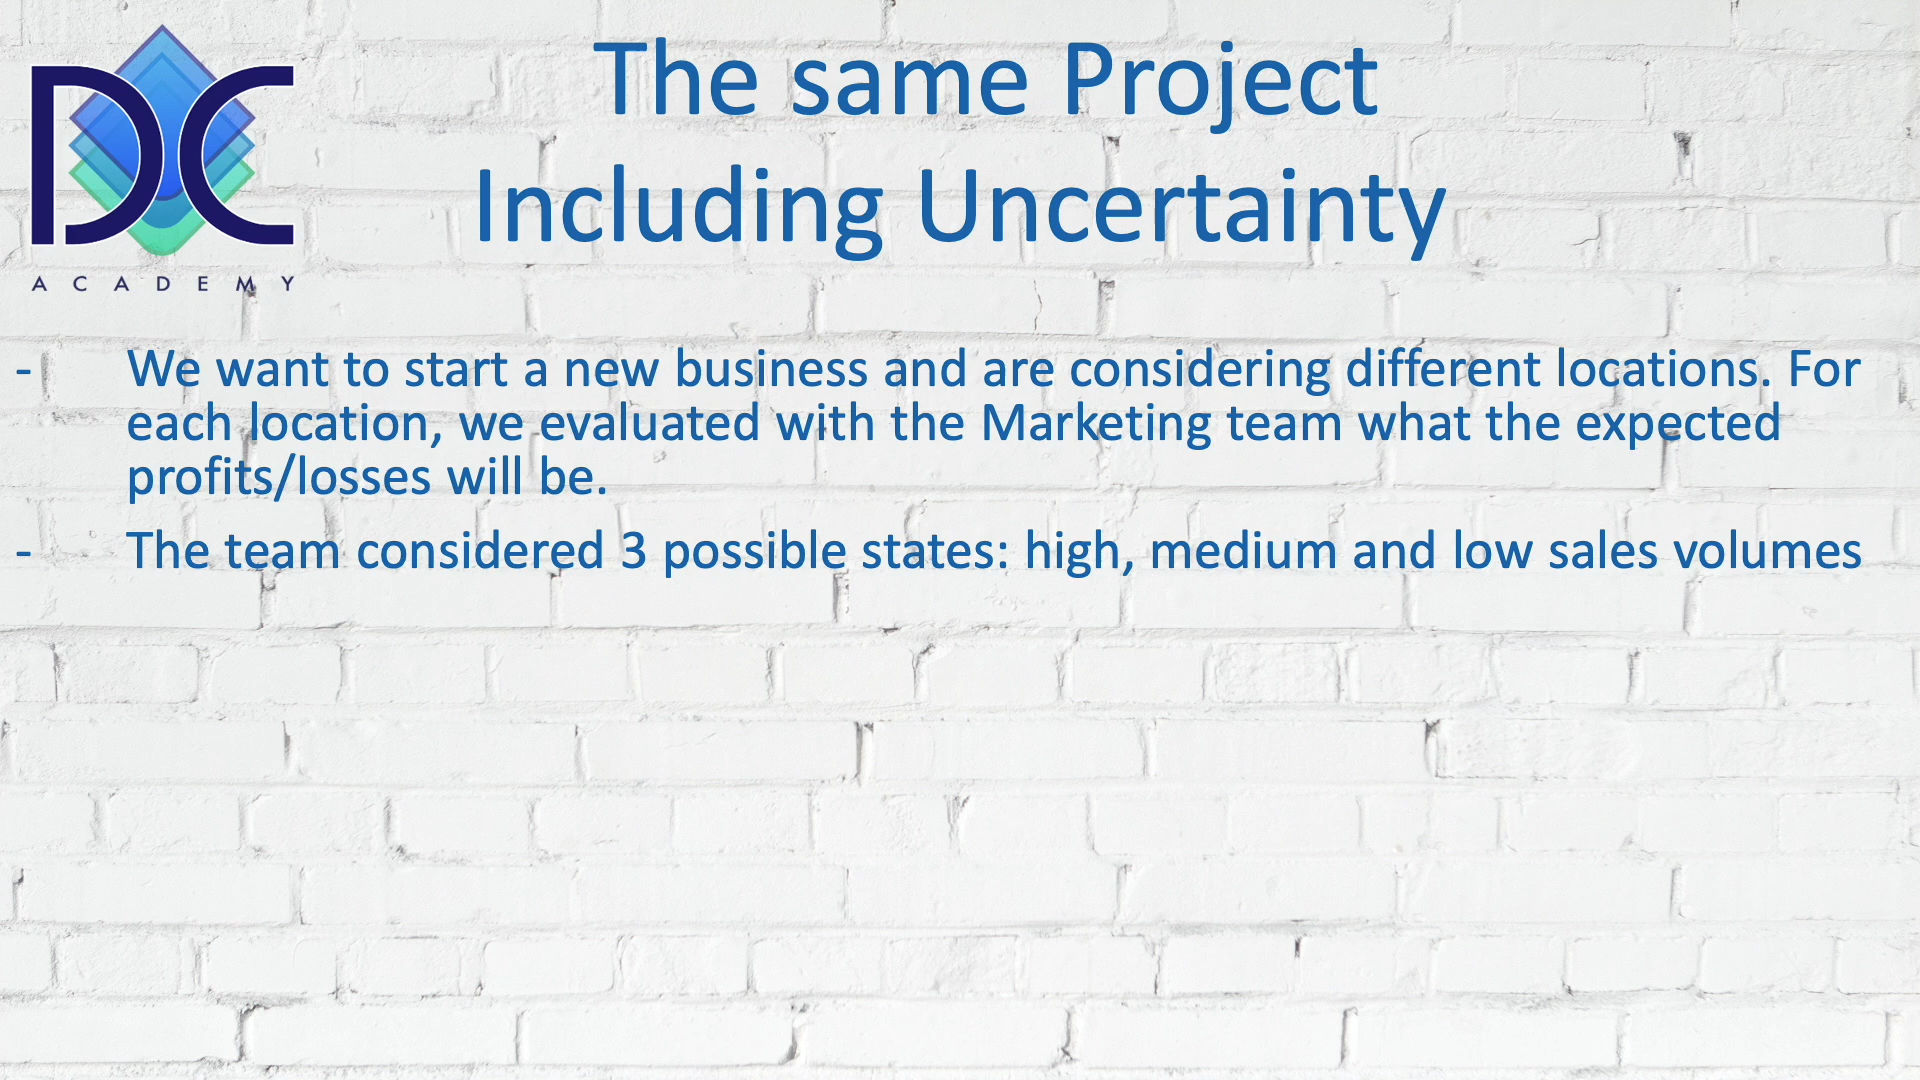 DC
ACADEMY
The same Project
Including Uncertainty
- We want to start a new business and are considering different locations. For
each location, we evaluated with the Marketing team what the expected
profits/losses will be.
- The team considered 3 possible states: high, medium and low sales volumes